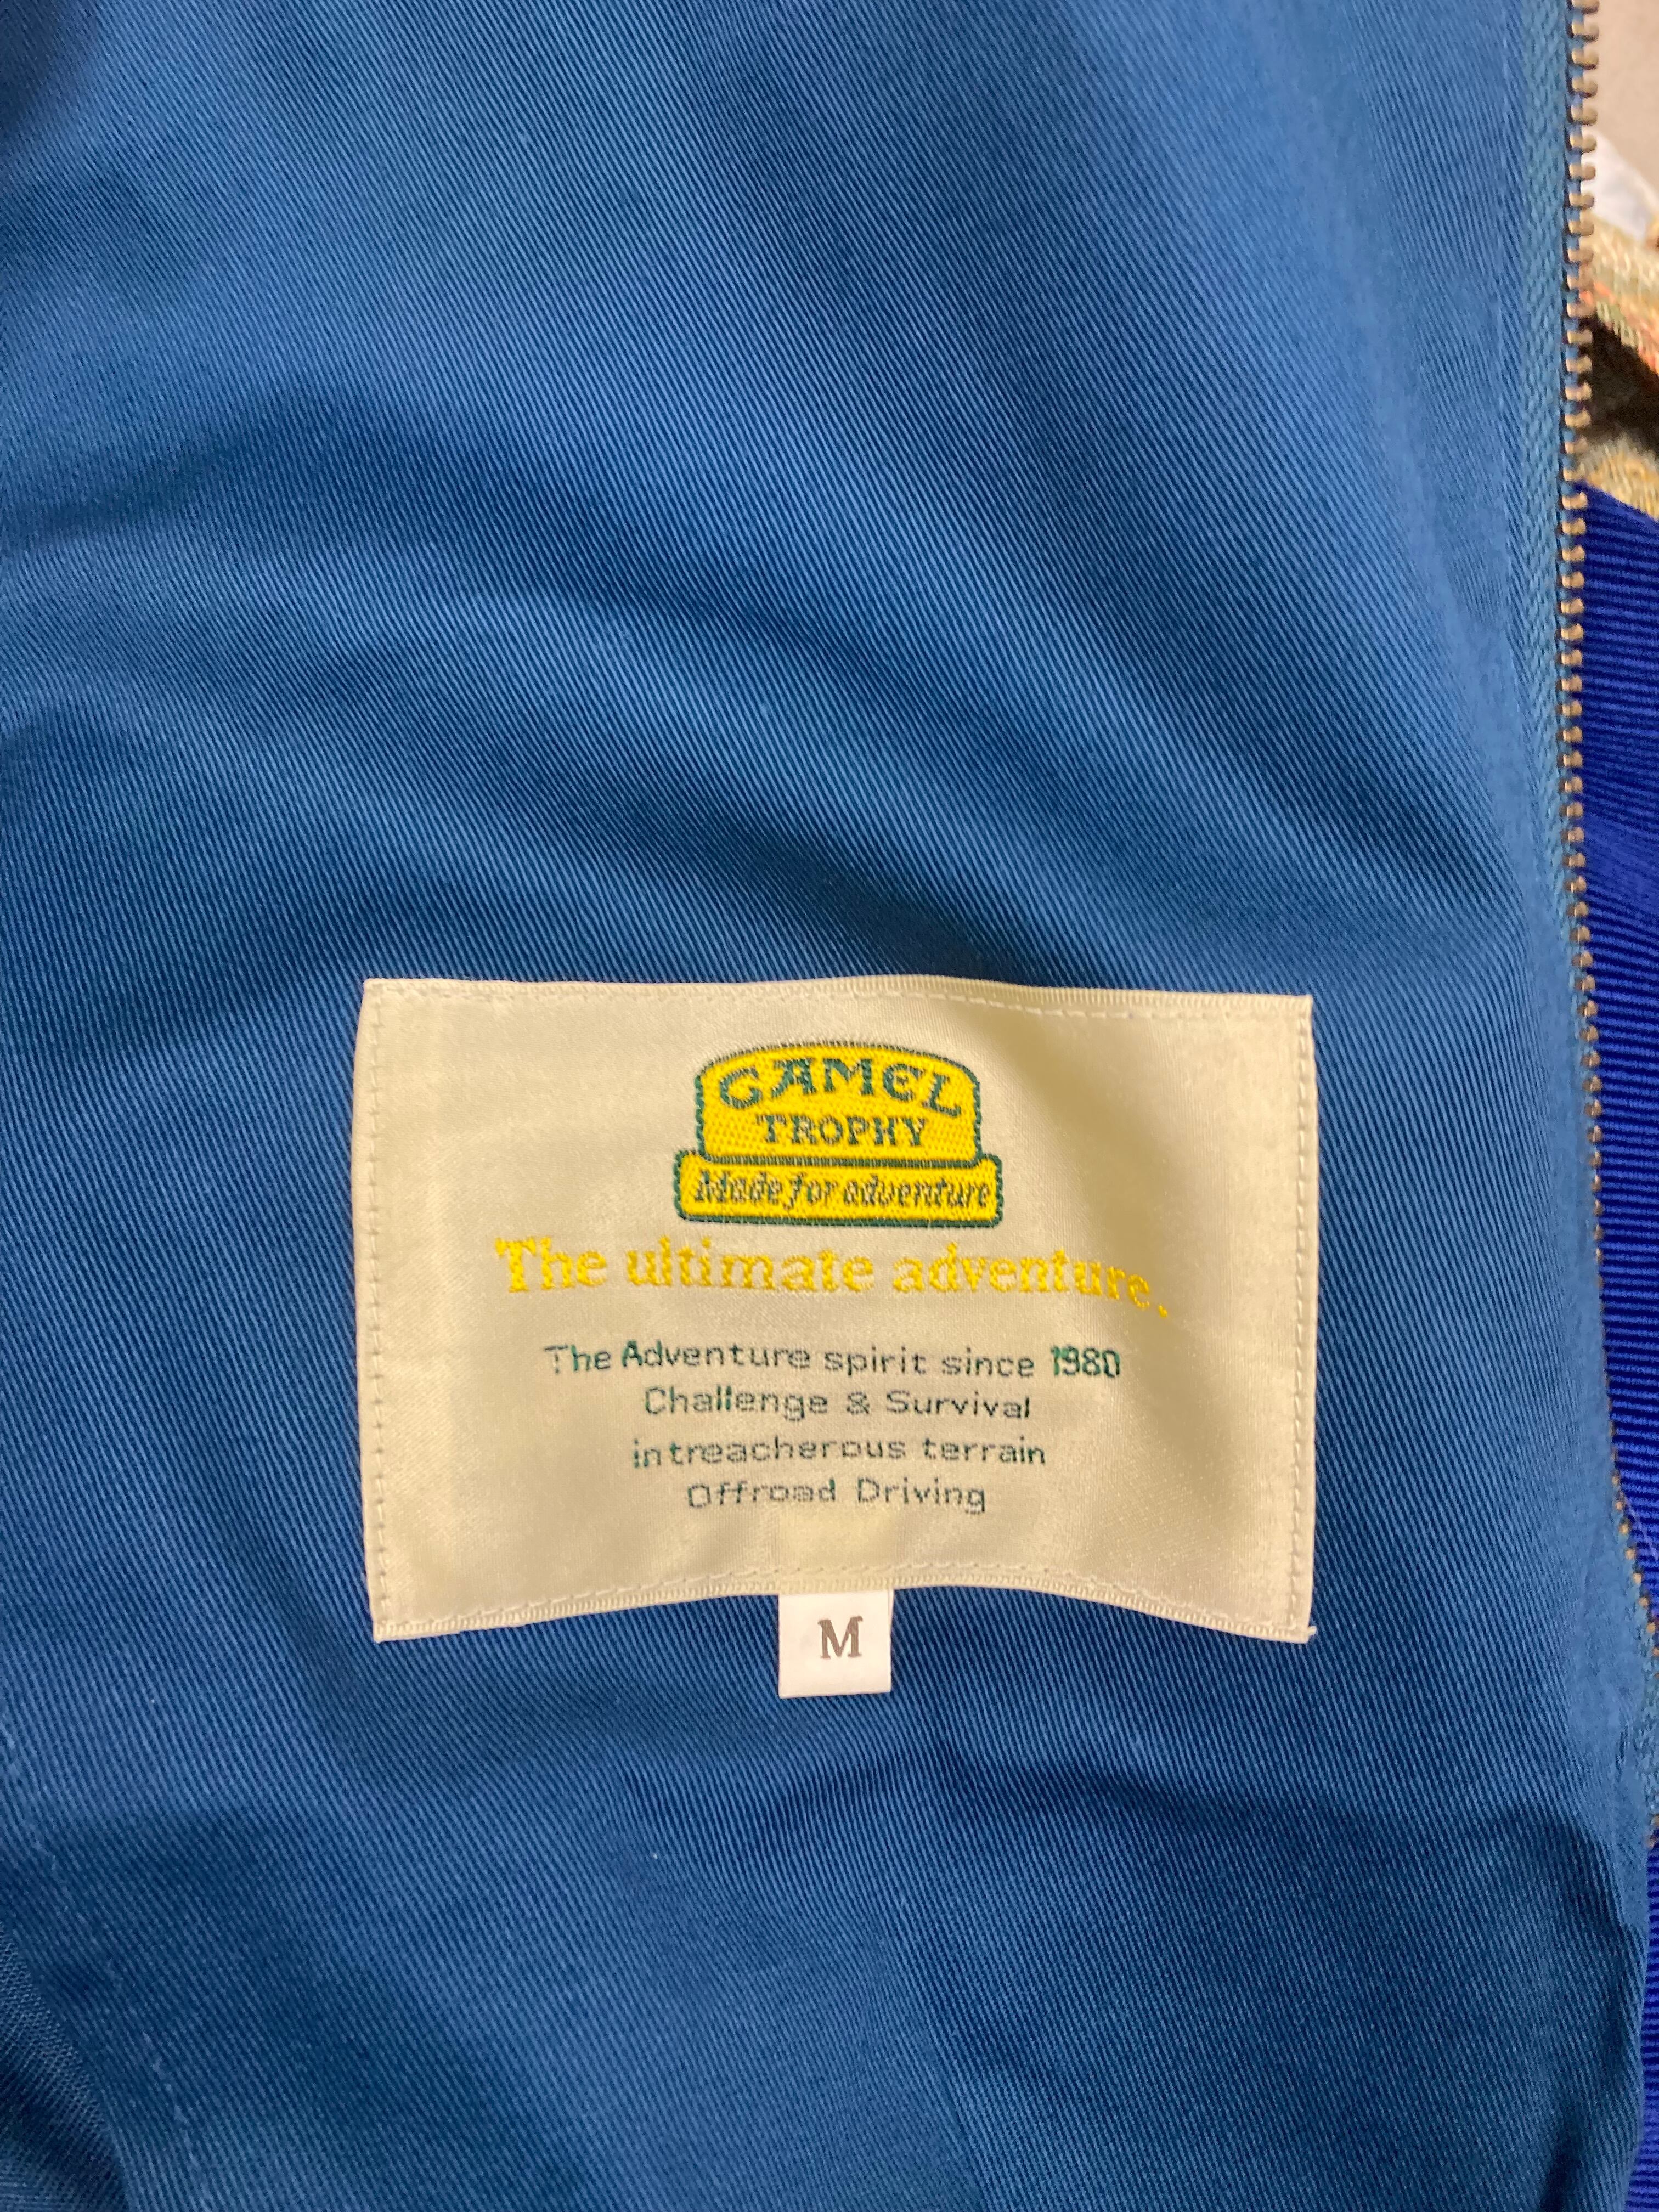 CAMEL
TROPHY
Made for adventure
The ultimate adventure.
The Adventure spirit since 1980
Challenge & Survival
in treacherous terrain
Offroad Driving
M